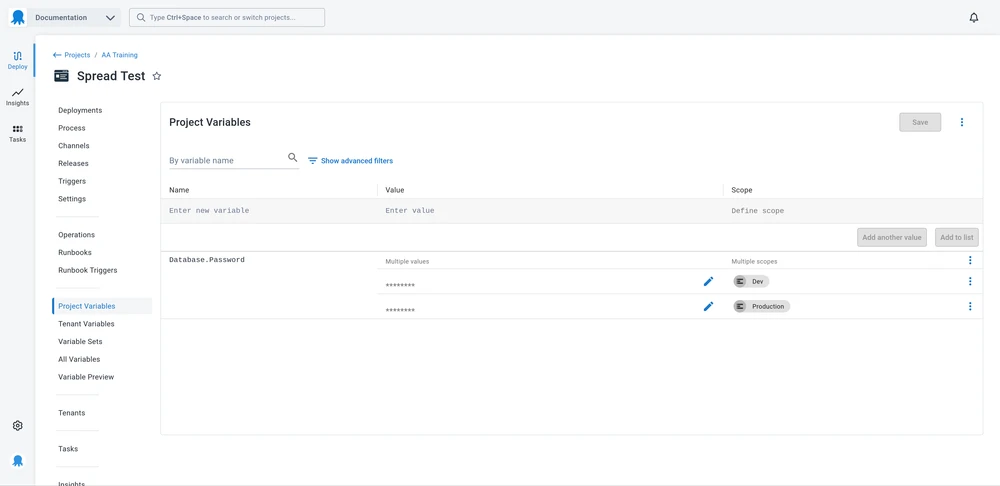 Documentation
Type Ctrl+Space to search or switch projects...
Deploy
Insights
Tasks
← Projects / AA Training
Spread Test
Deployments
Process
Channels
Releases
Triggers
Settings
Operations
Runbooks
Runbook Triggers
Project Variables
Tenant Variables
Variable Sets
All Variables
Variable Preview
Tenants
Tasks
Insights
Project Variables
Save
By variable name
Show advanced filters
Name Value Scope
Enter new variable Enter value Define scope
Add another value Add to list
Database.Password Multiple values Multiple scopes
******** Dev
******** Production